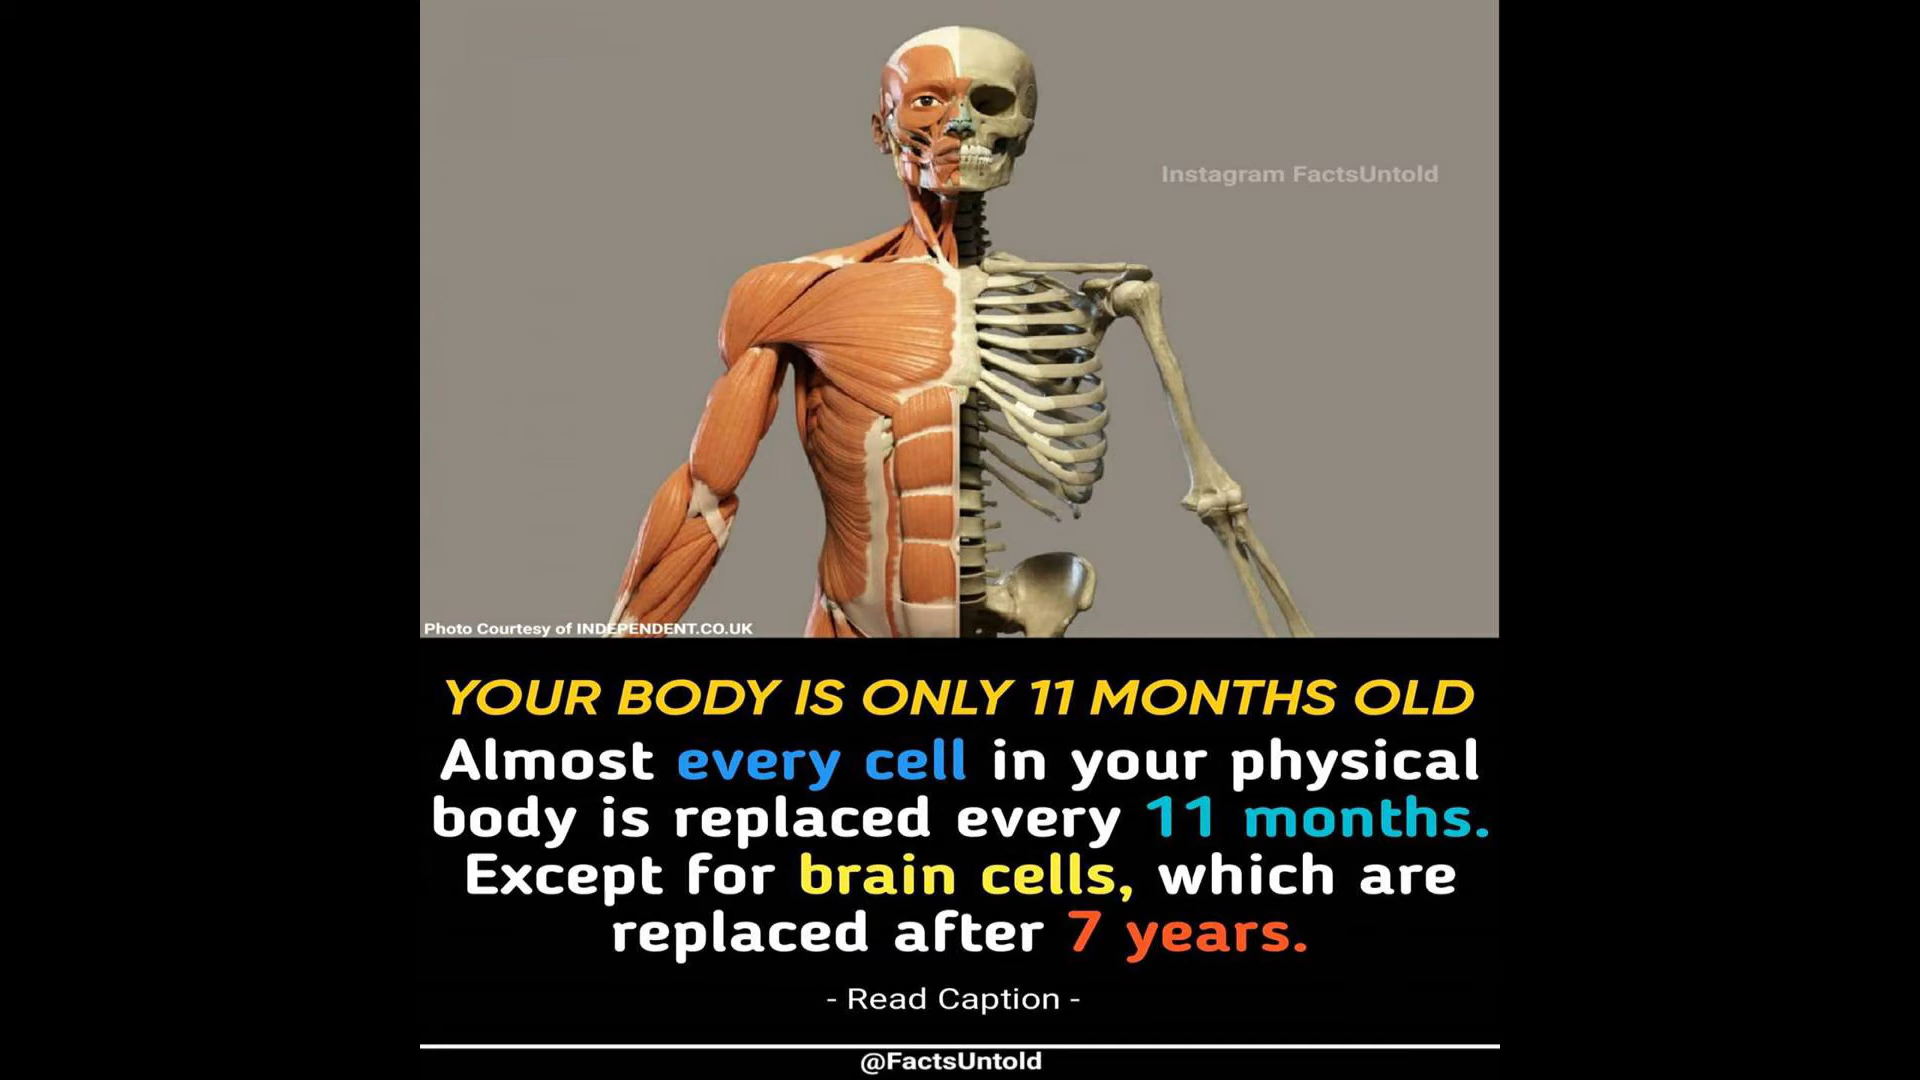 Instagram FactsUntold
Photo Courtesy of INDEPENDENT.CO.UK
YOUR BODY IS ONLY 11 MONTHS OLD
Almost every cell in your physical
body is replaced every 11 months.
Except for brain cells, which are
replaced after 7 years.
- Read Caption -
@FactsUntold